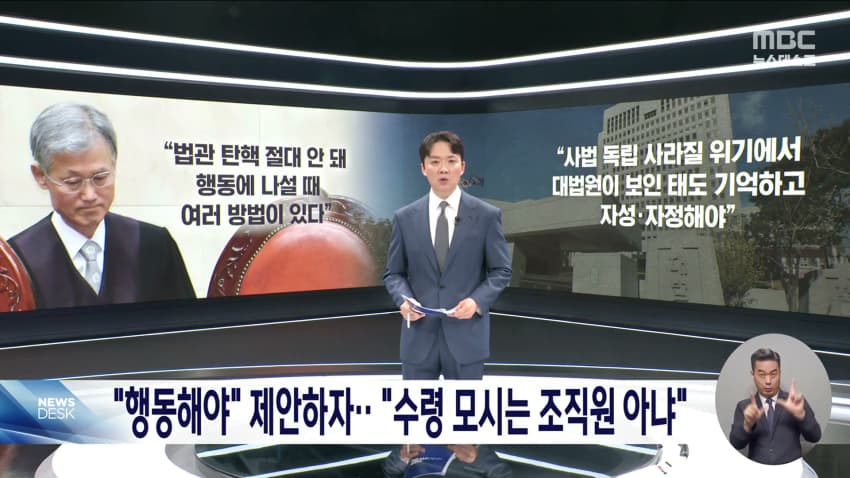 MBC
뉴스데스크
“법관 탄핵 절대 안 돼
행동에 나설 때
여러 방법이 있다”
“사법 독립 사라질 위기에서
대법원이 보인 태도 기억하고
자성·자정해야”
NEWS
DESK
"행동해야" 제안하자‥ "수령 모시는 조직원 아냐"